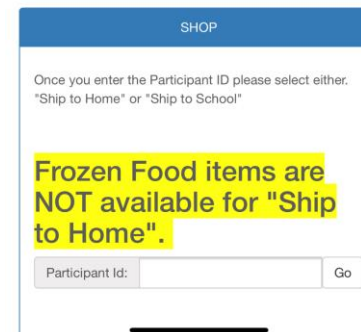 SHOP
Once you enter the Participant ID please select either.
"Ship to Home" or "Ship to School"
Frozen Food items are
NOT available for "Ship
to Home".
Participant Id:
Go